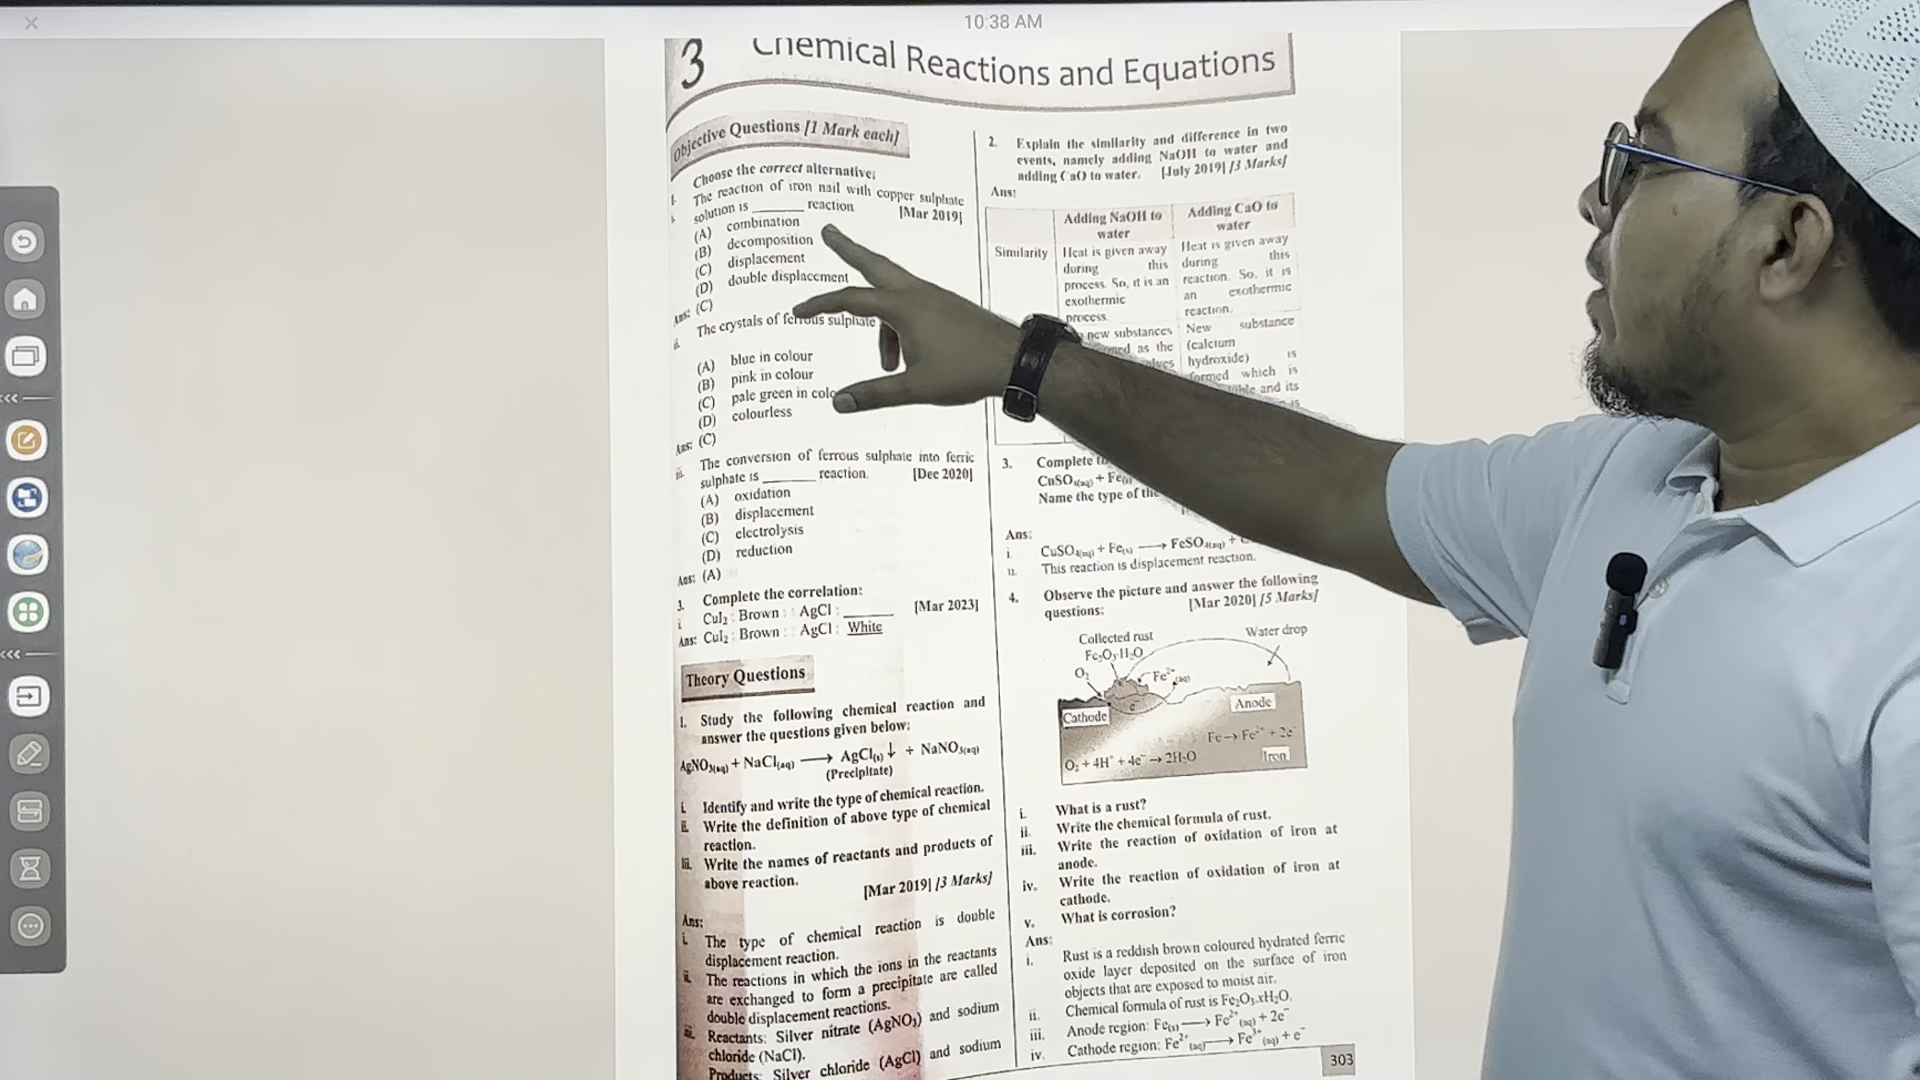 10:38 AM
3 Chemical Reactions and Equations
Objective Questions [1 Mark each]
Choose the correct alternative:
The reaction of iron nail with copper sulphate
solution is ______ reaction [Mar 2019]
(A) combination
(B) decomposition
(C) displacement
(D) double displacement
Ans: (C)
ii. The crystals of ferrous sulphate
(A) blue in colour
(B) pink in colour
(C) pale green in
(D) colourless
Ans: (C)
iii. The conversion of ferrous sulphate into ferric
sulphate is ______ reaction. [Dec 2020]
(A) oxidation
(B) displacement
(C) electrolysis
(D) reduction
Ans: (A)
3. Complete the correlation:
i. CuI₂ : Brown : : AgCl : ______ [Mar 2023]
Ans: CuI₂ : Brown : : AgCl : White
Theory Questions
1. Study the following chemical reaction and
answer the questions given below:
AgNO₃(aq) + NaCl(aq) ⟶ AgCl(s)↓ + NaNO₃(aq)
(Precipitate)
i. Identify and write the type of chemical reaction.
ii. Write the definition of above type of chemical
reaction.
iii. Write the names of reactants and products of
above reaction.
[Mar 2019] [3 Marks]
Ans:
i. The type of chemical reaction is double
displacement reaction.
ii. The reactions in which the ions in the reactants
are exchanged to form a precipitate are called
double displacement reactions.
iii. Reactants: Silver nitrate (AgNO₃) and sodium
chloride (NaCl).
Products: Silver chloride (AgCl) and sodium
2. Explain the similarity and difference in two
events, namely adding NaOH to water and
adding CaO to water. [July 2019] [3 Marks]
Ans:
Adding NaOH to water | Adding CaO to water
Similarity | Heat is given away | Heat is given away
during this | during this
process. So, it is an | reaction. So, it is
exothermic | an exothermic
process. | reaction.
new substances | New substance
as the | (calcium
hydroxide) is
formed which is
and its
3. Complete
CuSO₄(aq) + Fe(s)
Name the type of the
Ans:
i. CuSO₄(aq) + Fe(s) ⟶ FeSO₄(aq) +
ii. This reaction is displacement reaction.
4. Observe the picture and answer the following
questions: [Mar 2020] [5 Marks]
Collected rust
Water drop
Fe₂O₃H₂O
O₂
Fe²⁺(aq)
e⁻
Cathode
Anode
Fe → Fe²⁺ + 2e⁻
O₂ + 4H⁺ + 4e⁻ → 2H₂O
Iron
i. What is a rust?
ii. Write the chemical formula of rust.
iii. Write the reaction of oxidation of iron at
anode.
iv. Write the reaction of oxidation of iron at
cathode.
v. What is corrosion?
Ans:
i. Rust is a reddish brown coloured hydrated ferric
oxide layer deposited on the surface of iron
objects that are exposed to moist air.
ii. Chemical formula of rust is Fe₂O₃.xH₂O.
iii. Anode region: Fe(s) ⟶ Fe²⁺(aq) + 2e⁻
iv. Cathode region: Fe²⁺(aq) ⟶ Fe³⁺(aq) + e⁻
303